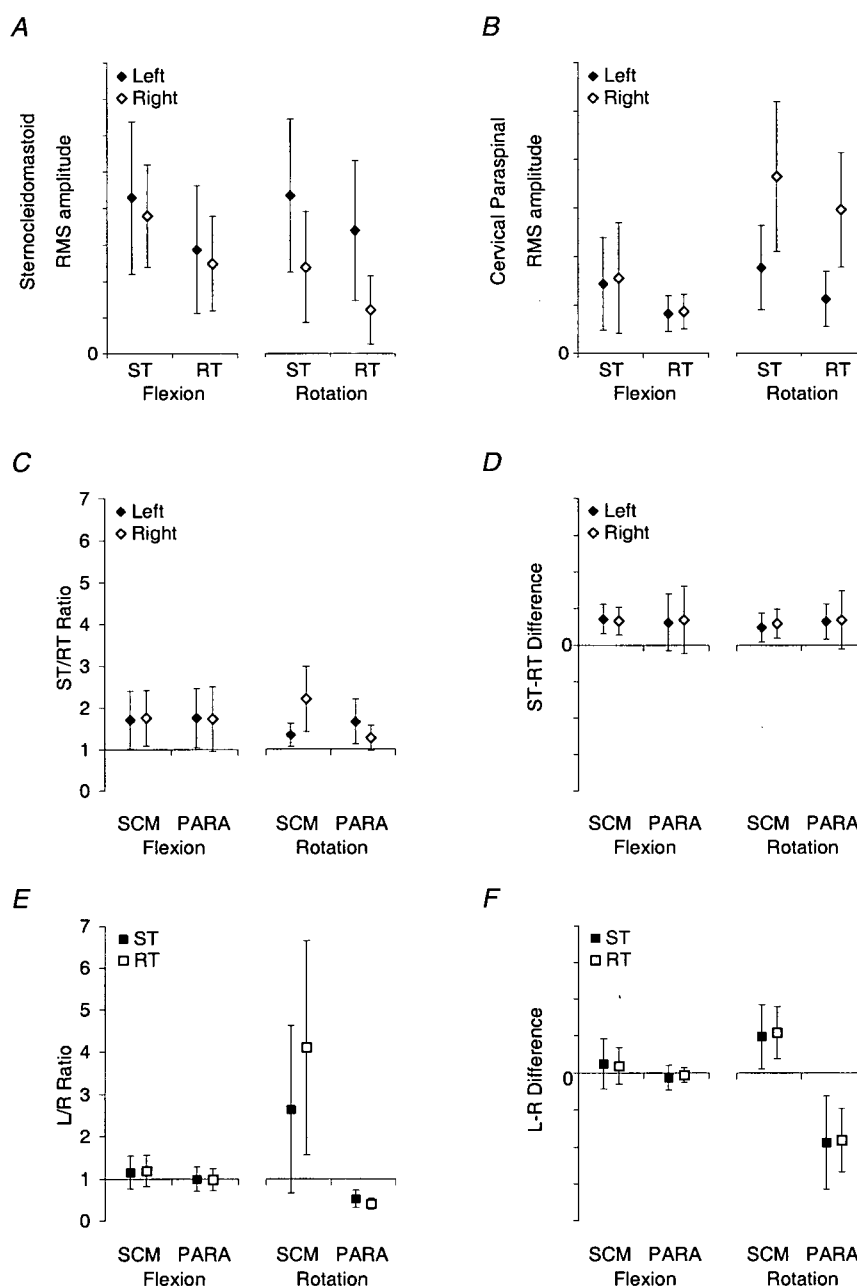 A
Left
Right
Sternocleidomastoid
RMS amplitude
0
ST RT ST RT
Flexion Rotation
B
Left
Right
Cervical Paraspinal
RMS amplitude
0
ST RT ST RT
Flexion Rotation
C
7
6
5
4
3
2
1
0
Left
Right
ST/RT Ratio
SCM PARA SCM PARA
Flexion Rotation
D
Left
Right
ST-RT Difference
0
SCM PARA SCM PARA
Flexion Rotation
E
7
6
5
4
3
2
1
0
ST
RT
L/R Ratio
SCM PARA SCM PARA
Flexion Rotation
F
ST
RT
L-R Difference
0
SCM PARA SCM PARA
Flexion Rotation